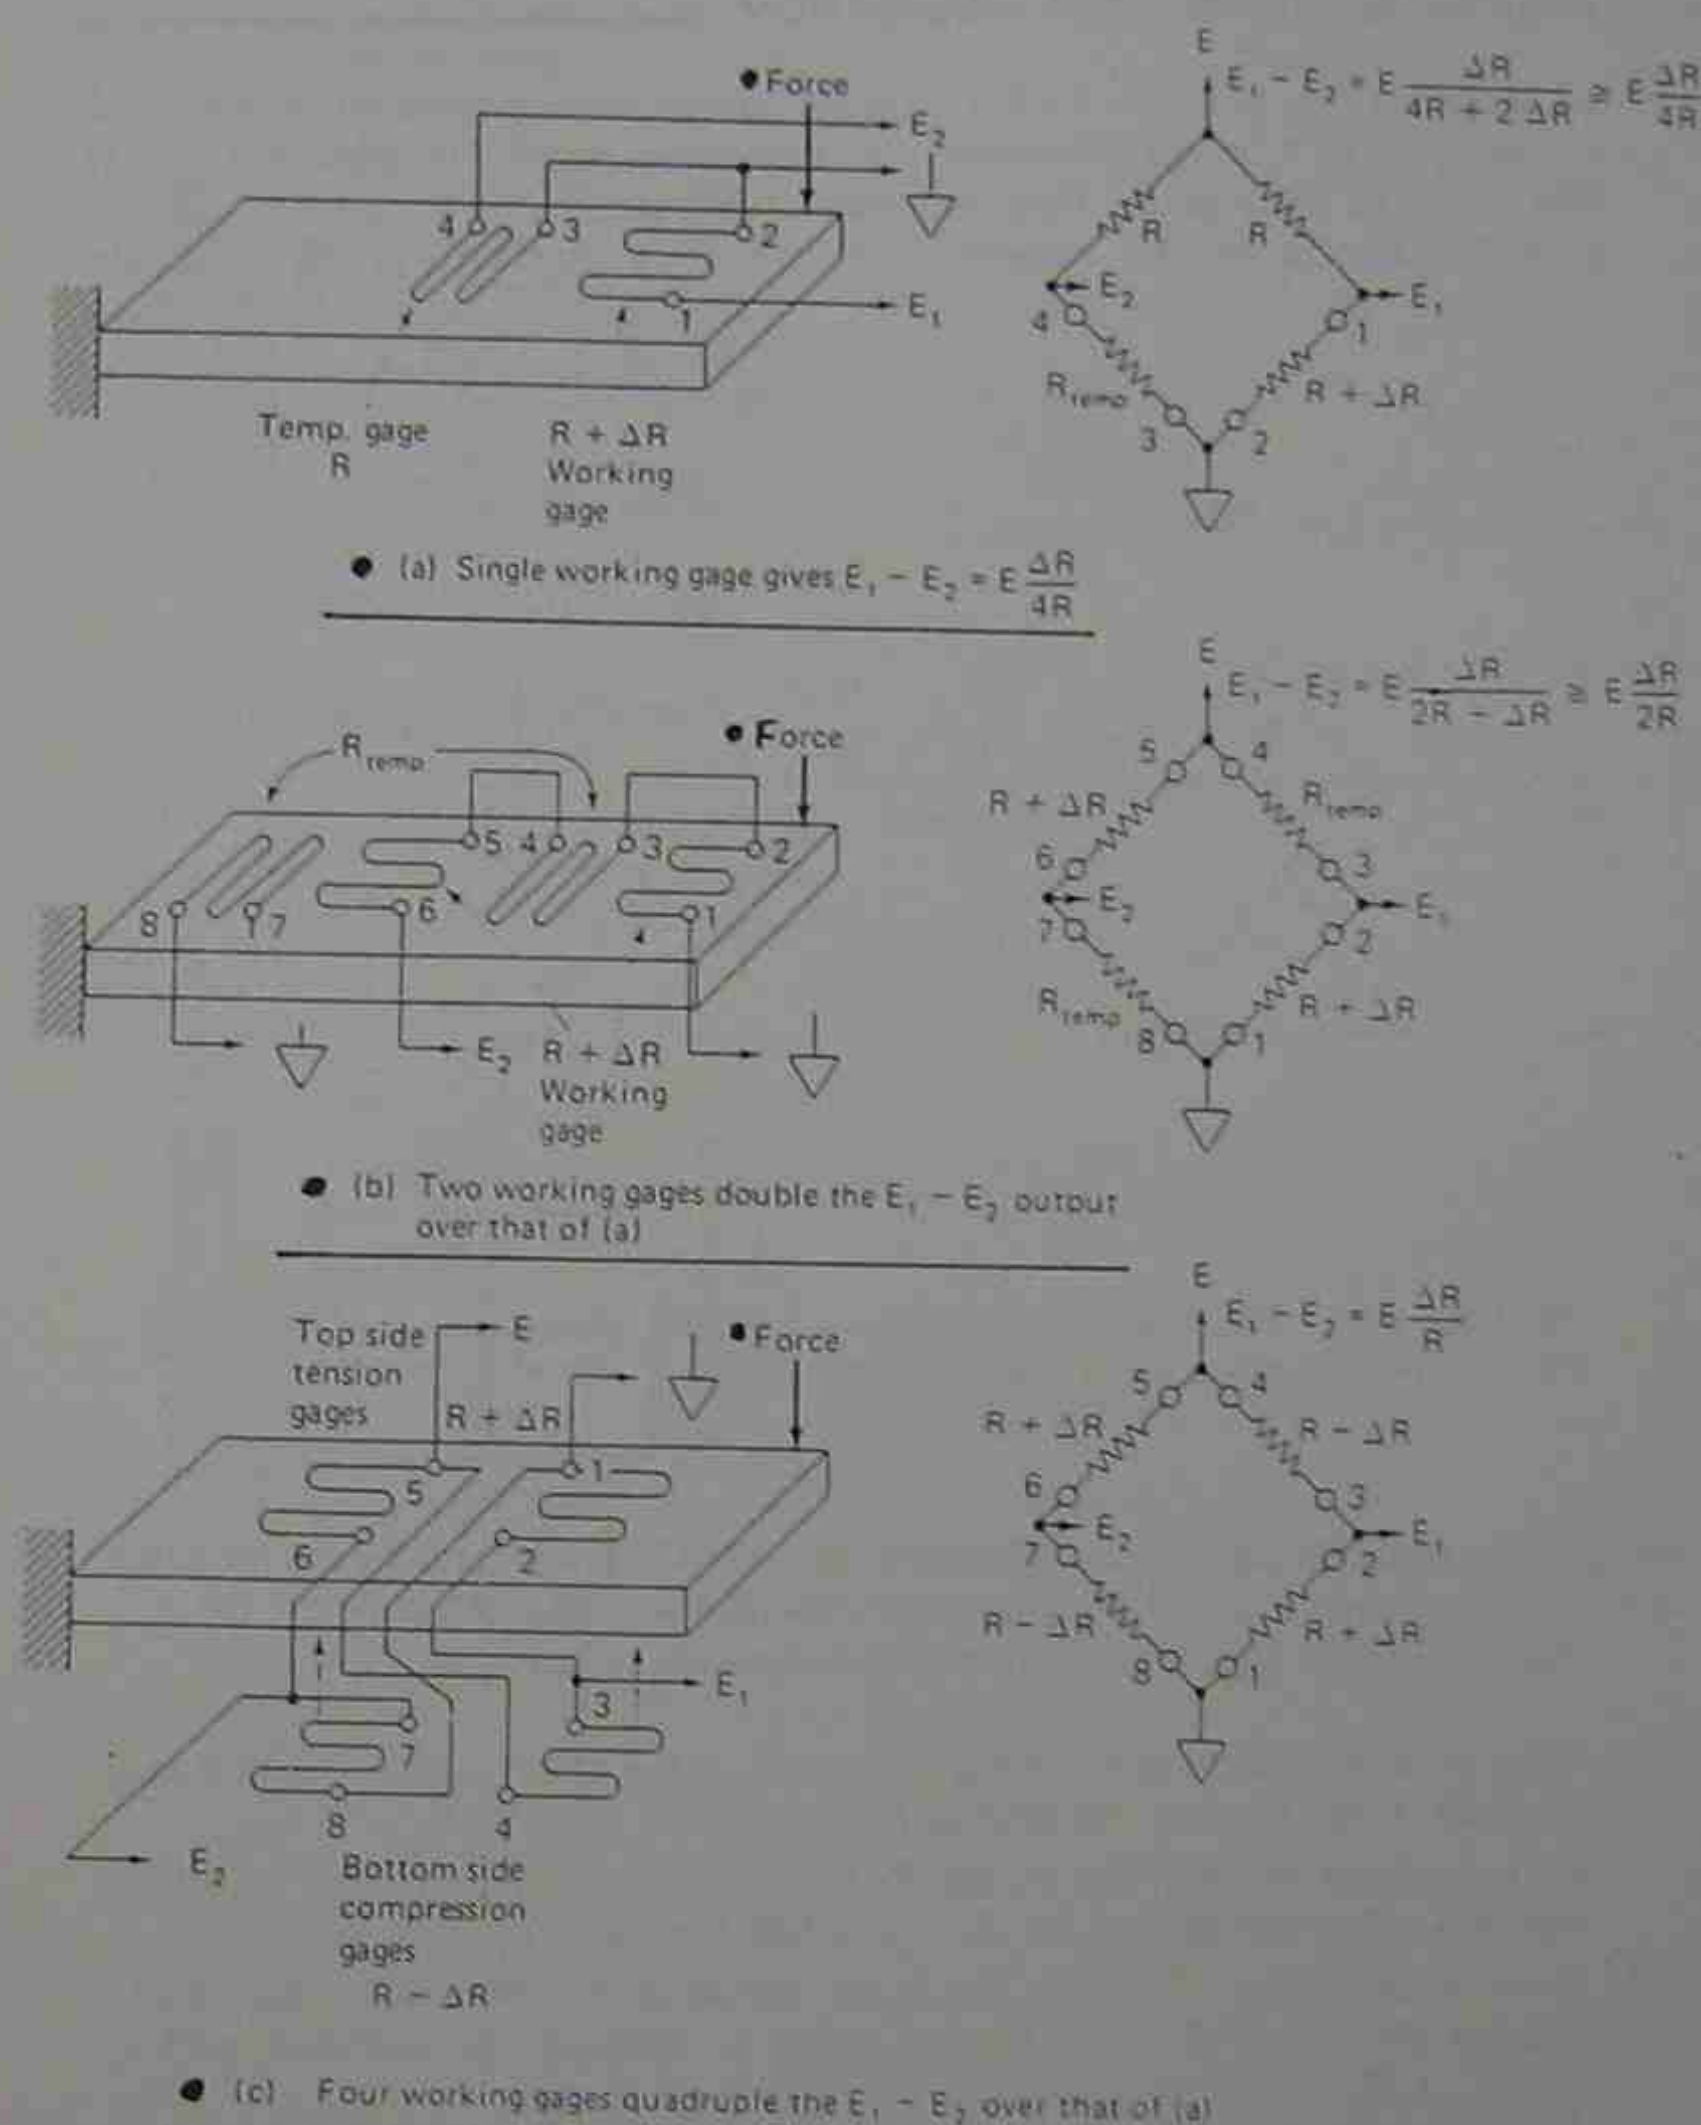 Force
E₂
4
3
2
1
E₁
Temp. gage
R
R + ΔR
Working
gage
E
E₁ − E₂ = E ΔR / 4R + 2 ΔR ≅ E ΔR / 4R
R
R
E₂
E₁
4
1
R temp
R + ΔR
3
2
(a) Single working gage gives E₁ − E₂ = E ΔR / 4R
R temp
Force
5
4
3
2
8
7
6
1
E₂
R + ΔR
Working
gage
E
E₁ − E₂ = E ΔR / 2R − ΔR ≅ E ΔR / 2R
5
4
R + ΔR
R temp
6
3
E₂
E₁
7
2
R temp
R + ΔR
8
1
(b) Two working gages double the E₁ − E₂ output
over that of (a)
Top side
tension
gages
E
Force
R + ΔR
5
1
6
2
E₁
3
7
8
4
E₂
Bottom side
compression
gages
R − ΔR
E
E₁ − E₂ = E ΔR / R
5
4
R + ΔR
R − ΔR
6
3
E₂
E₁
7
2
R − ΔR
R + ΔR
8
1
(c) Four working gages quadruple the E₁ − E₂ over that of (a)